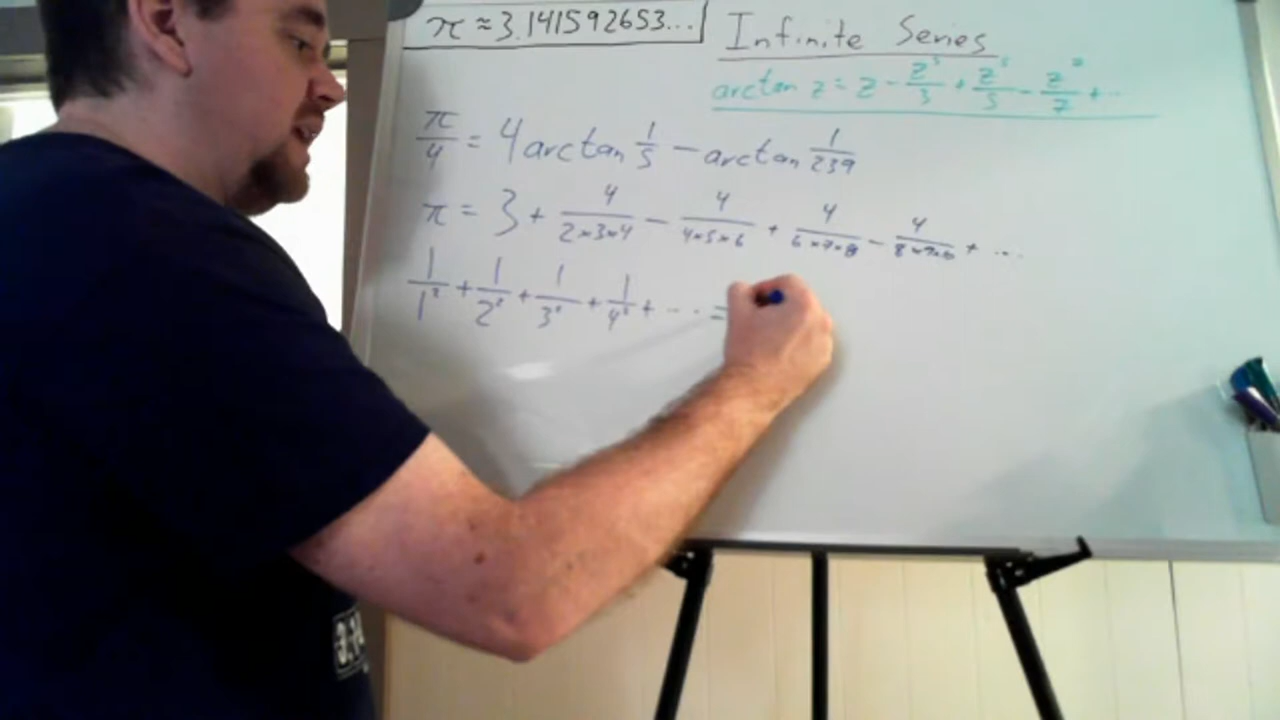 π ≈ 3.141592653...
Infinite Series
arctan z = z - z³/3 + z⁵/5 - z⁷/7 + ...
π/4 = 4 arctan 1/5 - arctan 1/239
π = 3 + 4/(2×3×4) - 4/(4×5×6) + 4/(6×7×8) - 4/(8×9×10) + ...
1/1² + 1/2² + 1/3² + 1/4² + ... =
3.14